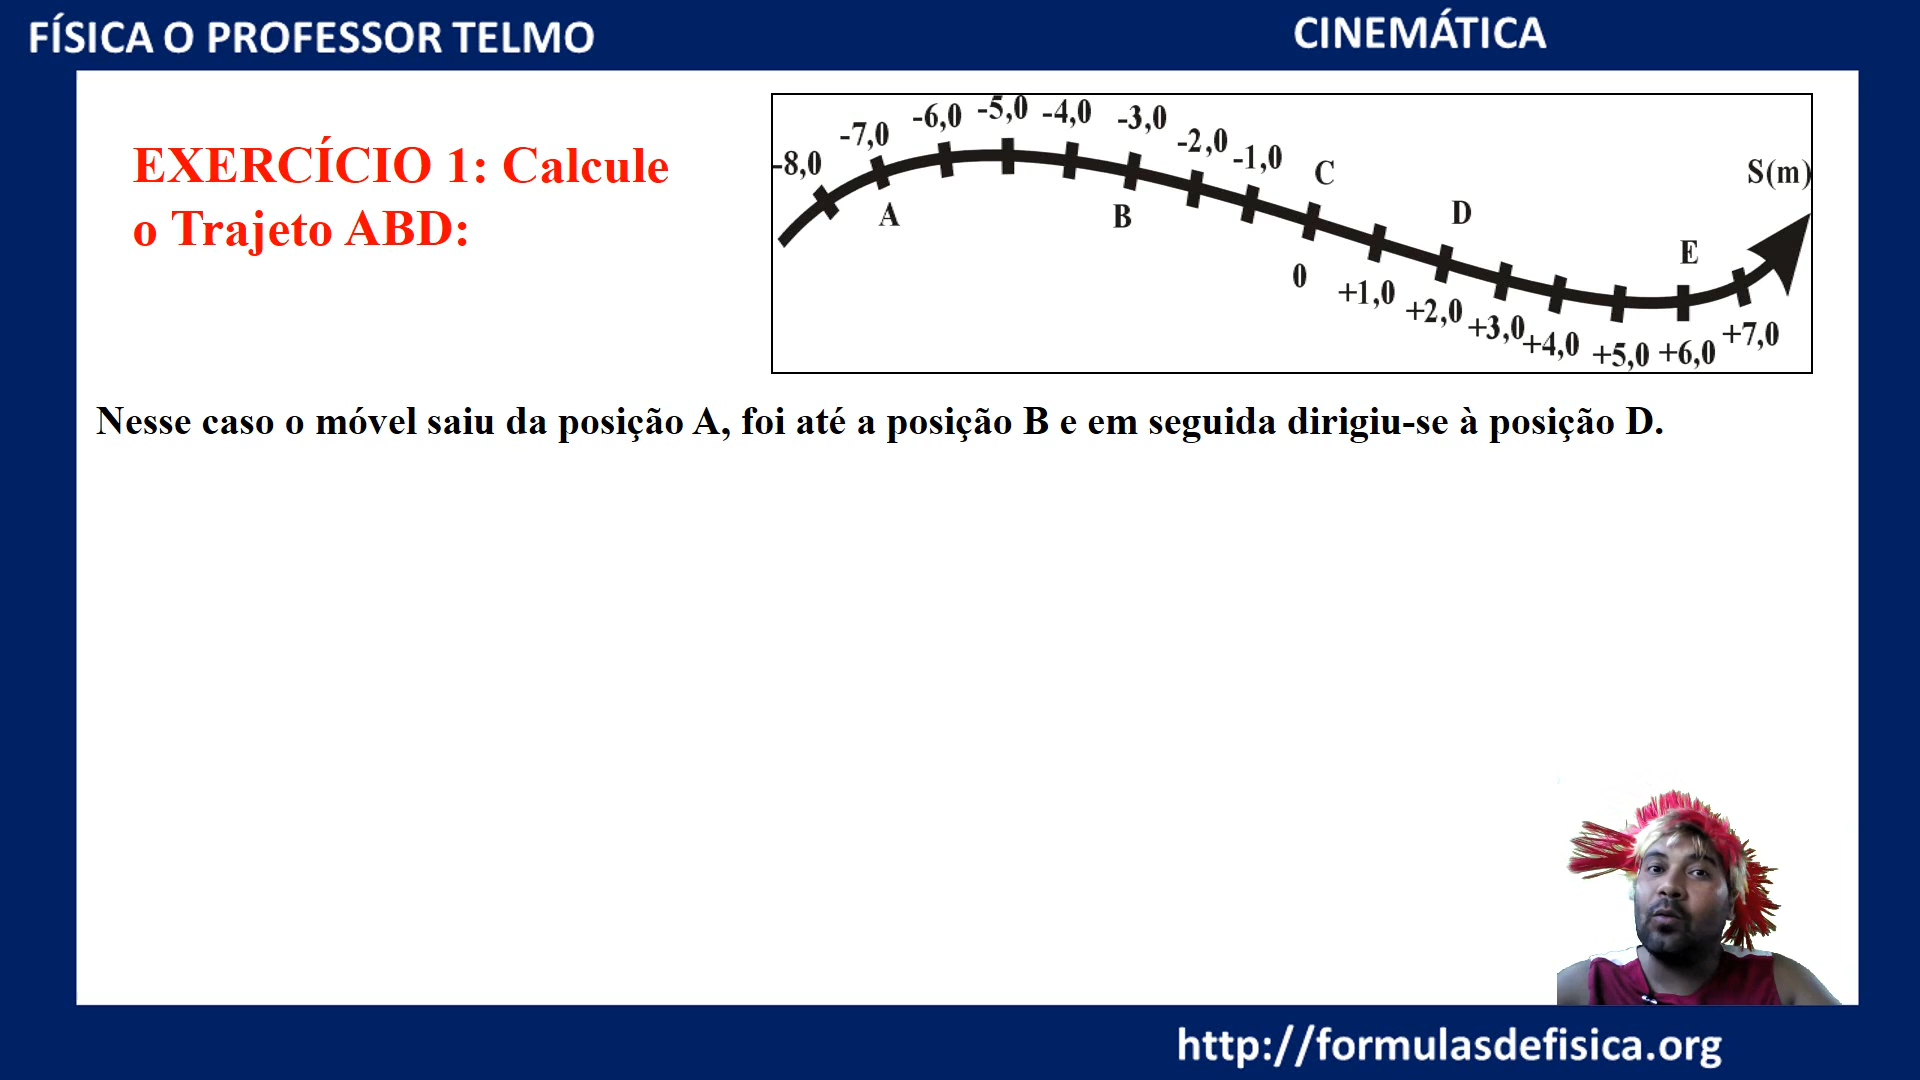 FÍSICA O PROFESSOR TELMO
CINEMÁTICA
EXERCÍCIO 1: Calcule
o Trajeto ABD:
-8,0 -7,0 -6,0 -5,0 -4,0 -3,0 -2,0 -1,0 C
A B D E S(m)
0 +1,0 +2,0 +3,0 +4,0 +5,0 +6,0 +7,0
Nesse caso o móvel saiu da posição A, foi até a posição B e em seguida dirigiu-se à posição D.
http://formulasdefisica.org